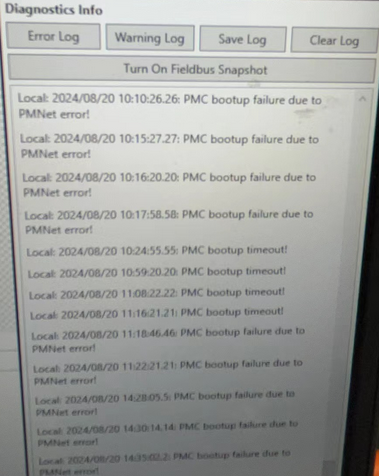 Diagnostics Info
Error Log
Warning Log
Save Log
Clear Log
Turn On Fieldbus Snapshot
Local: 2024/08/20 10:10:26.26: PMC bootup failure due to
PMNet error!
Local: 2024/08/20 10:15:27.27: PMC bootup failure due to
PMNet error!
Local: 2024/08/20 10:16:20.20: PMC bootup failure due to
PMNet error!
Local: 2024/08/20 10:17:58.58: PMC bootup failure due to
PMNet error!
Local: 2024/08/20 10:24:55.55: PMC bootup timeout!
Local: 2024/08/20 10:59:20.20: PMC bootup timeout!
Local: 2024/08/20 11:08:22.22: PMC bootup timeout!
Local: 2024/08/20 11:16:21.21: PMC bootup timeout!
Local: 2024/08/20 11:18:46.46: PMC bootup failure due to
PMNet error!
Local: 2024/08/20 11:22:21.21: PMC bootup failure due to
PMNet error!
Local: 2024/08/20 14:28:05.5: PMC bootup failure due to
PMNet error!
Local: 2024/08/20 14:30:14.14: PMC bootup failure due to
PMNet error!
Local: 2024/08/20 14:35:02.2: PMC bootup failure due to
PMNet error!